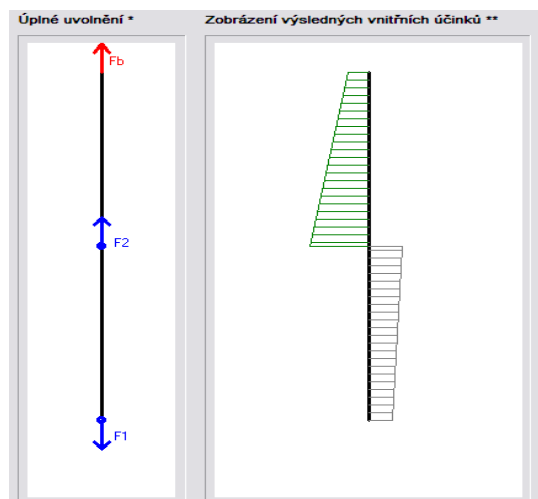 Úplné uvolnění *
Zobrazení výsledných vnitřních účinků **
Fb
F2
F1